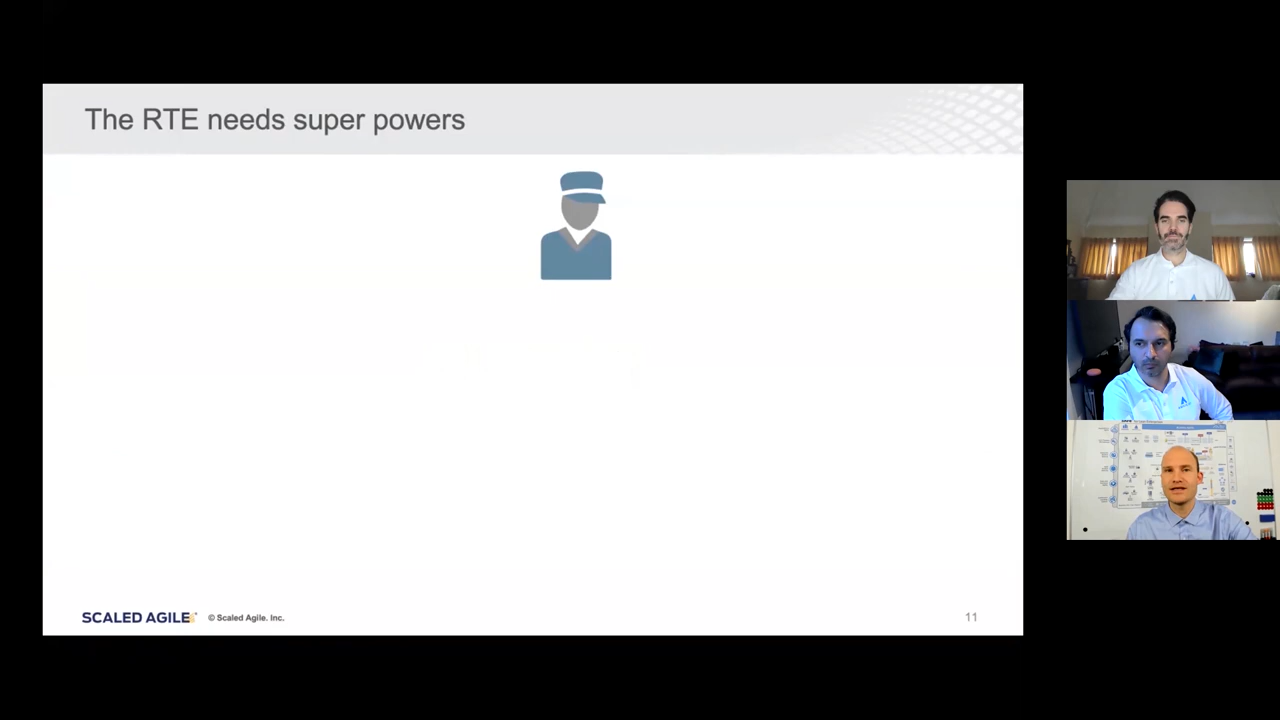 The RTE needs super powers
SCALED AGILE
© Scaled Agile. Inc.
11